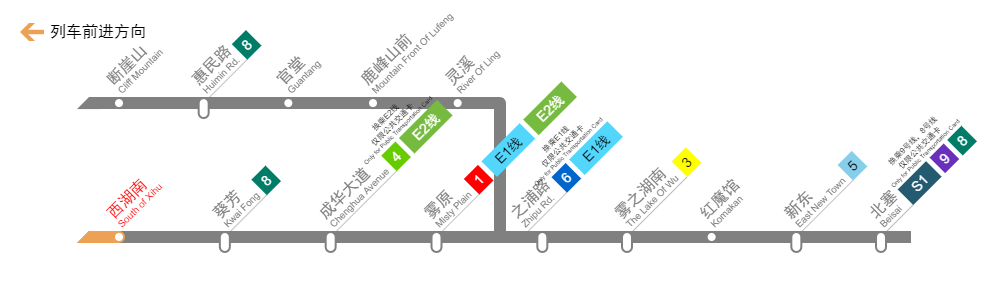 列车前进方向
断崖山
Cliff Mountain
惠民路
Huimin Rd.
8
官堂
Guantang
鹿峰山前
Mountain Front Of Lufeng
灵溪
River Of Ling
西湖南
South of Xihu
葵芳
Kwai Fong
8
成华大道
Chenghua Avenue
4
E2线
换乘E2线
仅限公共交通卡
Only for Public Transportation Card
雾原
Misty Plain
1
E1线
E2线
之浦路
Zhipu Rd.
6
E1线
换乘E1线
仅限公共交通卡
Only for Public Transportation Card
雾之湖南
The Lake Of Wu
3
红魔馆
Komakan
新东
East New Town
5
北塞
Beisai
S1
9
8
换乘9号线，8号线
仅限公共交通卡
Only for Public Transportation Card